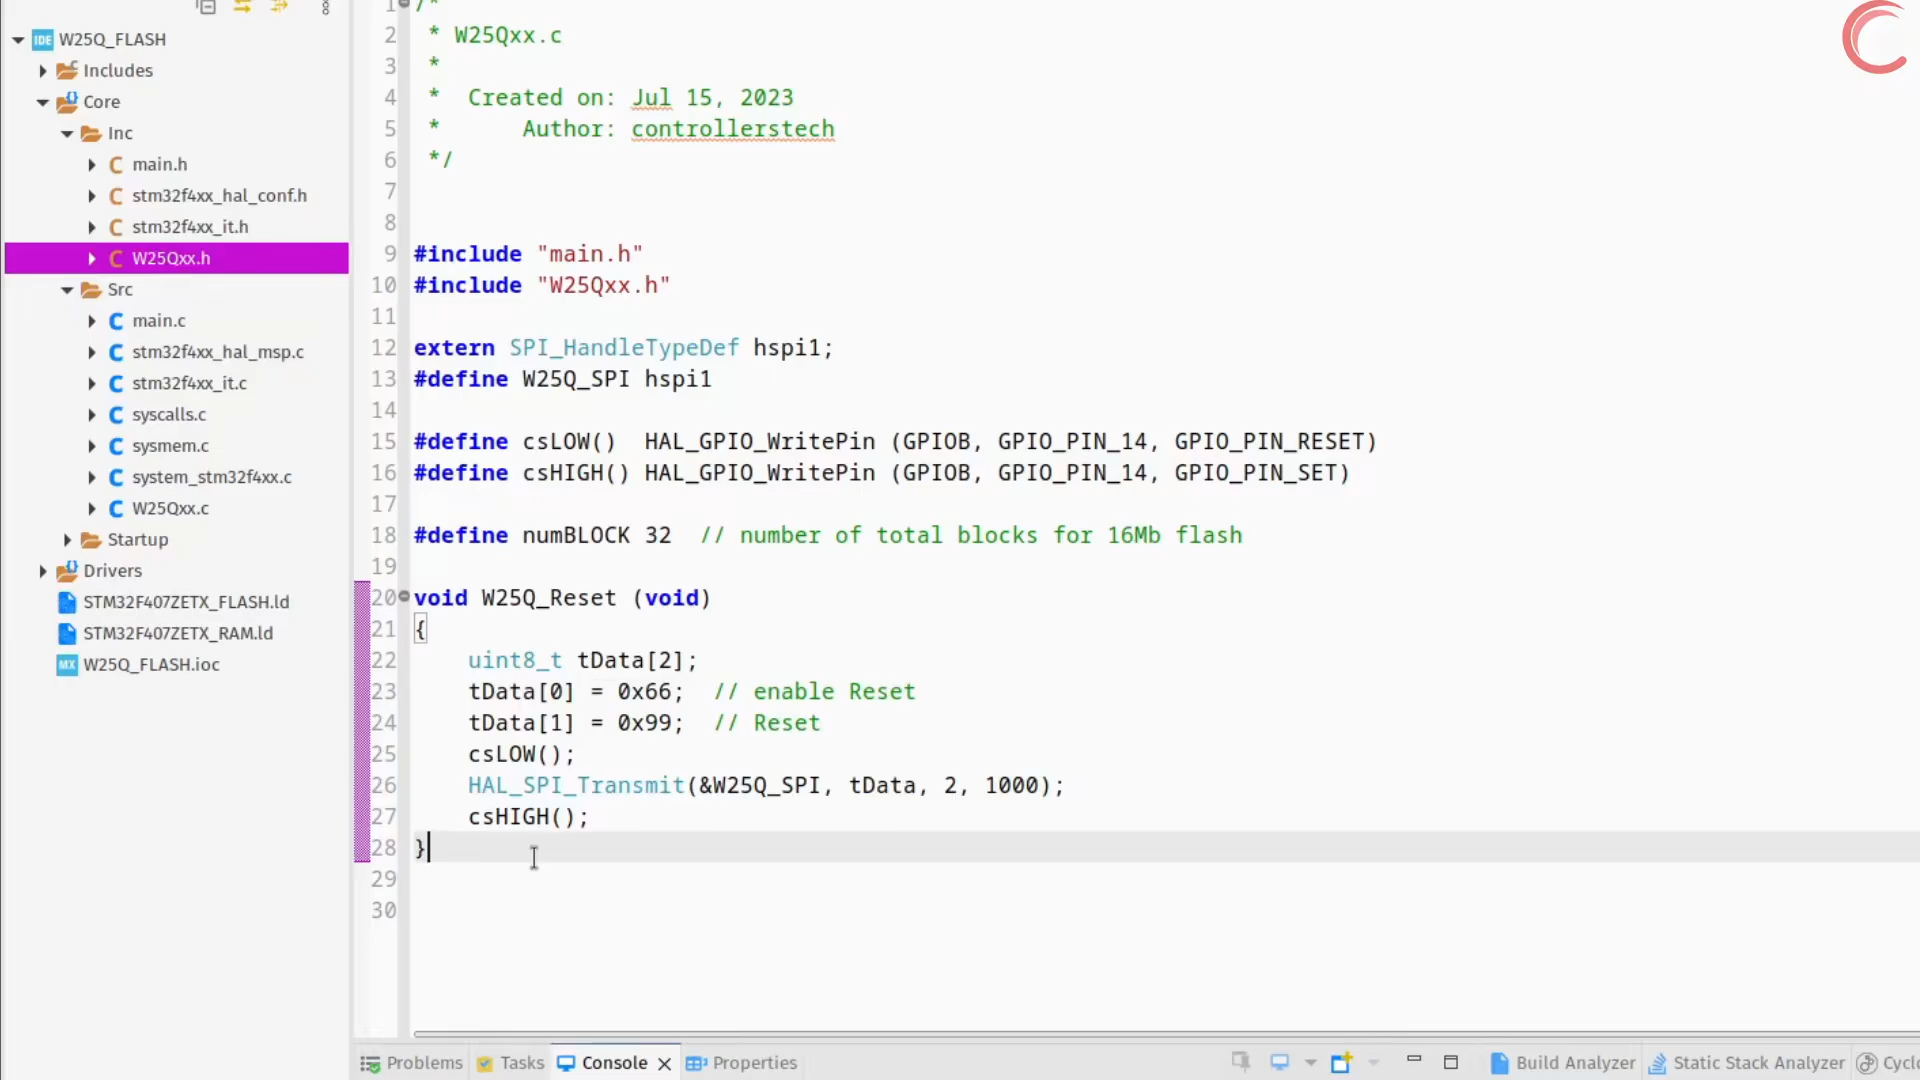 W25Q_FLASH
Includes
Core
Inc
main.h
stm32f4xx_hal_conf.h
stm32f4xx_it.h
W25Qxx.h
Src
main.c
stm32f4xx_hal_msp.c
stm32f4xx_it.c
syscalls.c
sysmem.c
system_stm32f4xx.c
W25Qxx.c
Startup
Drivers
STM32F407ZETX_FLASH.ld
STM32F407ZETX_RAM.ld
W25Q_FLASH.ioc
1 /*
2 * W25Qxx.c
3 *
4 *  Created on: Jul 15, 2023
5 *      Author: controllerstech
6 */
7
8
9 #include "main.h"
10 #include "W25Qxx.h"
11
12 extern SPI_HandleTypeDef hspi1;
13 #define W25Q_SPI hspi1
14
15 #define csLOW()  HAL_GPIO_WritePin (GPIOB, GPIO_PIN_14, GPIO_PIN_RESET)
16 #define csHIGH() HAL_GPIO_WritePin (GPIOB, GPIO_PIN_14, GPIO_PIN_SET)
17
18 #define numBLOCK 32  // number of total blocks for 16Mb flash
19
20 void W25Q_Reset (void)
21 {
22     uint8_t tData[2];
23     tData[0] = 0x66;  // enable Reset
24     tData[1] = 0x99;  // Reset
25     csLOW();
26     HAL_SPI_Transmit(&W25Q_SPI, tData, 2, 1000);
27     csHIGH();
28 }
29
30
Problems Tasks Console Properties Build Analyzer Static Stack Analyzer Cyclo